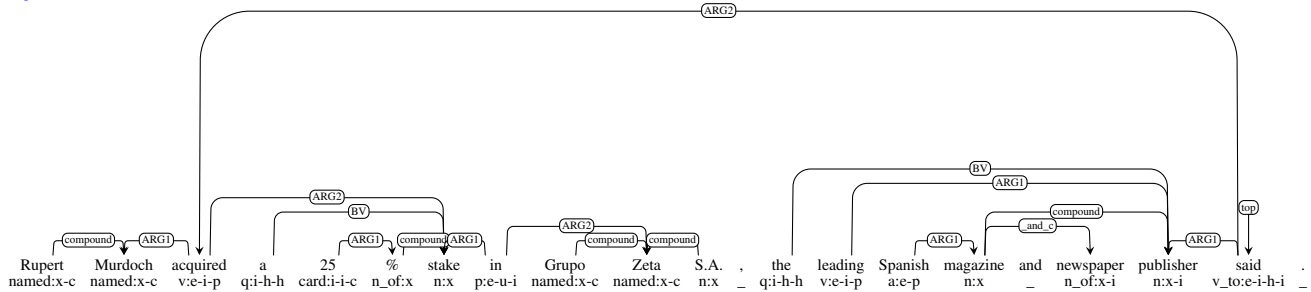 ARG2
BV
ARG1
ARG2
top
BV
compound
_and_c
ARG2
compound ARG1 ARG1 compound ARG1 compound compound ARG1 ARG1
Rupert Murdoch acquired a 25 % stake in Grupo Zeta S.A. , the leading Spanish magazine and newspaper publisher said .
named:x-c named:x-c v:e-i-p q:i-h-h card:i-i-c n_of:x n:x p:e-u-i named:x-c named:x-c n:x _ q:i-h-h v:e-i-p a:e-p n:x _ n_of:x-i n:x-i v_to:e-i-h-i _